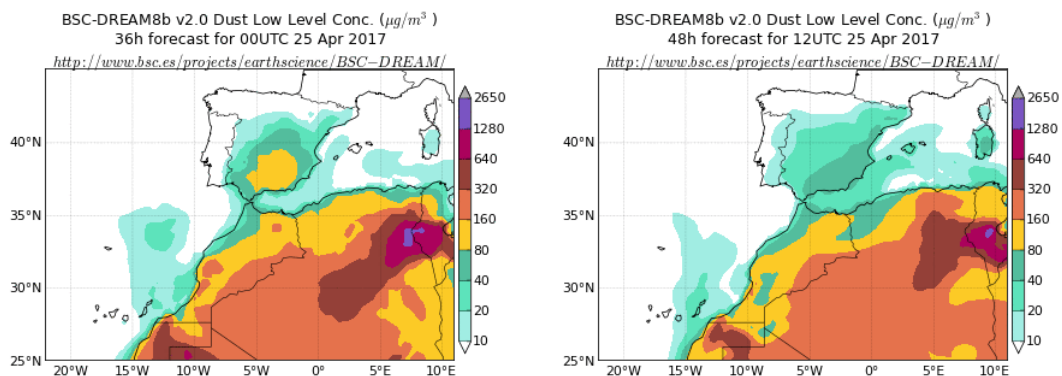 BSC-DREAM8b v2.0 Dust Low Level Conc. (μg/m³ )
36h forecast for 00UTC 25 Apr 2017
http://www.bsc.es/projects/earthscience/BSC−DREAM/
2650
1280
640
320
160
80
40
20
10
40°N
35°N
30°N
25°N
20°W
15°W
10°W
5°W
0°
5°E
10°E
BSC-DREAM8b v2.0 Dust Low Level Conc. (μg/m³ )
48h forecast for 12UTC 25 Apr 2017
http://www.bsc.es/projects/earthscience/BSC−DREAM/
2650
1280
640
320
160
80
40
20
10
40°N
35°N
30°N
25°N
20°W
15°W
10°W
5°W
0°
5°E
10°E